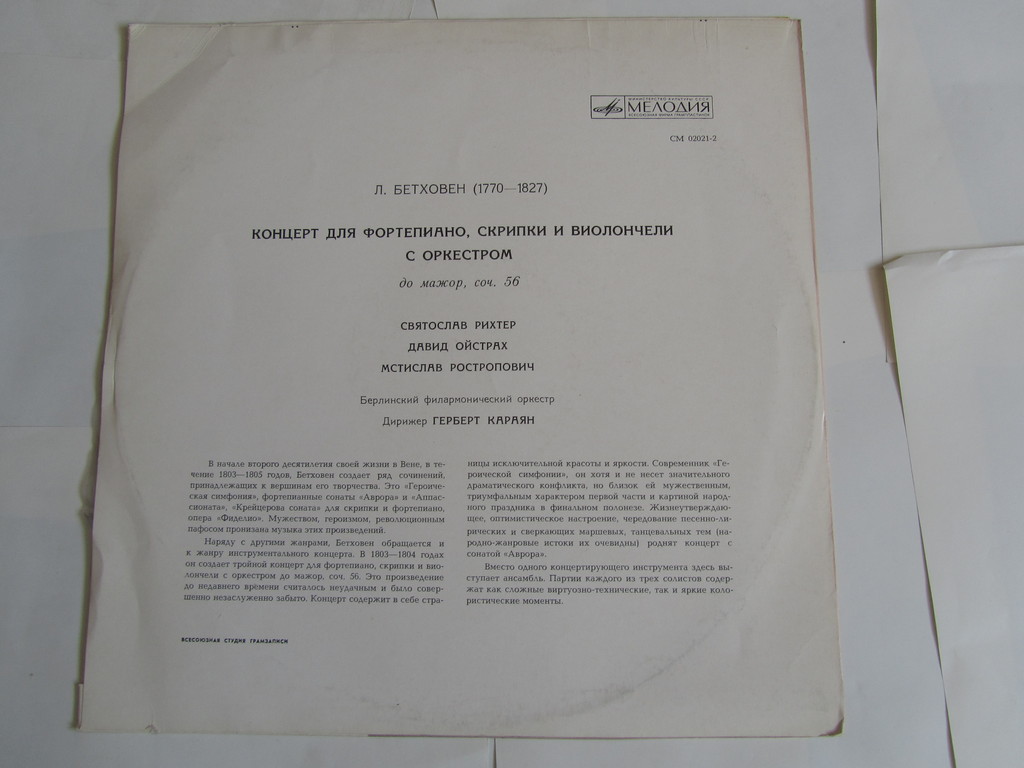 МИНИСТЕРСТВО КУЛЬТУРЫ СССР
МЕЛОДИЯ
ВСЕСОЮЗНАЯ ФИРМА ГРАМПЛАСТИНОК
СМ 02021-2
Л. БЕТХОВЕН (1770—1827)
КОНЦЕРТ ДЛЯ ФОРТЕПИАНО, СКРИПКИ И ВИОЛОНЧЕЛИ
С ОРКЕСТРОМ
до мажор, соч. 56
СВЯТОСЛАВ РИХТЕР
ДАВИД ОЙСТРАХ
МСТИСЛАВ РОСТРОПОВИЧ
Берлинский филармонический оркестр
Дирижер ГЕРБЕРТ КАРАЯН
В начале второго десятилетия своей жизни в Вене, в те-
чение 1803—1805 годов, Бетховен создает ряд сочинений,
принадлежащих к вершинам его творчества. Это «Героиче-
ская симфония», фортепианные сонаты «Аврора» и «Аппас-
сионата», «Крейцерова соната» для скрипки и фортепиано,
опера «Фиделио». Мужеством, героизмом, революционным
пафосом пронизана музыка этих произведений.
Наряду с другими жанрами, Бетховен обращается и
к жанру инструментального концерта. В 1803—1804 годах
он создает тройной концерт для фортепиано, скрипки и вио-
лончели с оркестром до мажор, соч. 56. Это произведение
до недавнего времени считалось неудачным и было совер-
шенно незаслуженно забыто. Концерт содержит в себе стра-
ницы исключительной красоты и яркости. Современник «Ге-
роической симфонии», он хотя и не несет значительного
драматического конфликта, но близок ей мужественным,
триумфальным характером первой части и картиной народ-
ного праздника в финальном полонезе. Жизнеутверждаю-
щее, оптимистическое настроение, чередование песенно-ли-
рических и сверкающих маршевых, танцевальных тем (на-
родно-жанровые истоки их очевидны) роднят концерт с
сонатой «Аврора».
Вместо одного концертирующего инструмента здесь вы-
ступает ансамбль. Партии каждого из трех солистов содер-
жат как сложные виртуозно-технические, так и яркие коло-
ристические моменты.
ВСЕСОЮЗНАЯ СТУДИЯ ГРАМЗАПИСИ